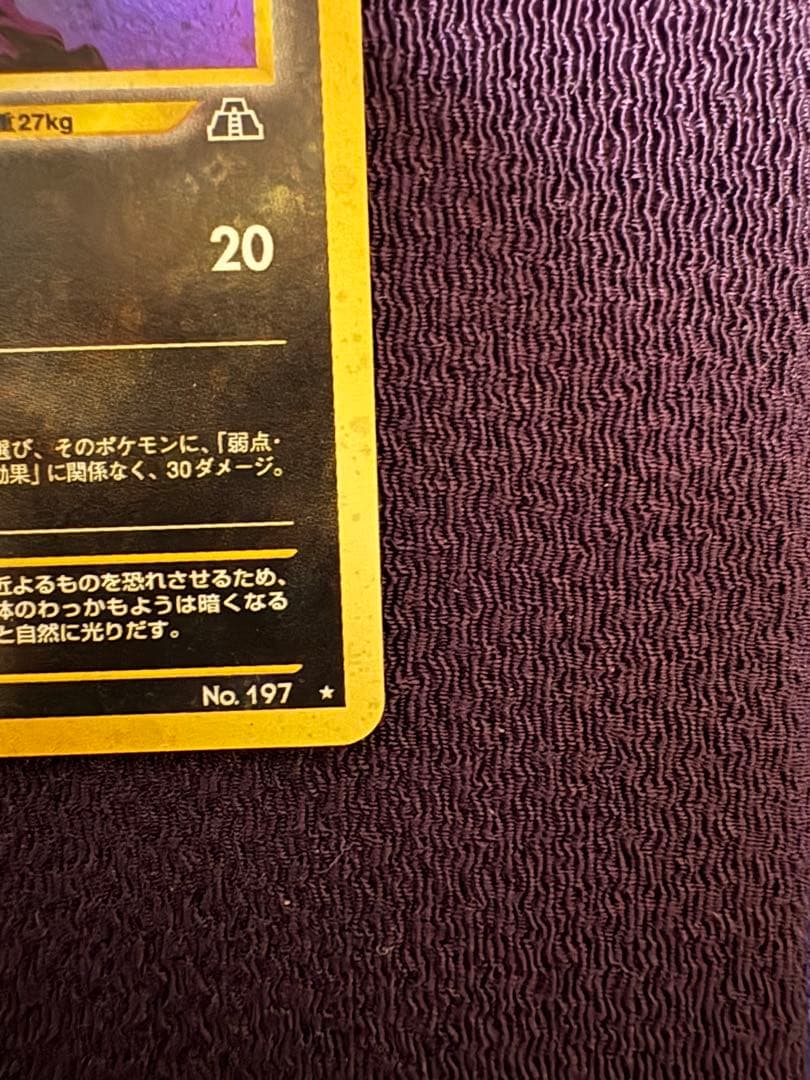 重27kg
20
選び、そのポケモンに、「弱点・
効果」に関係なく、30ダメージ。
近よるものを恐れさせるため、
体のわっかもようは暗くなる
と自然に光りだす。
No. 197 ★